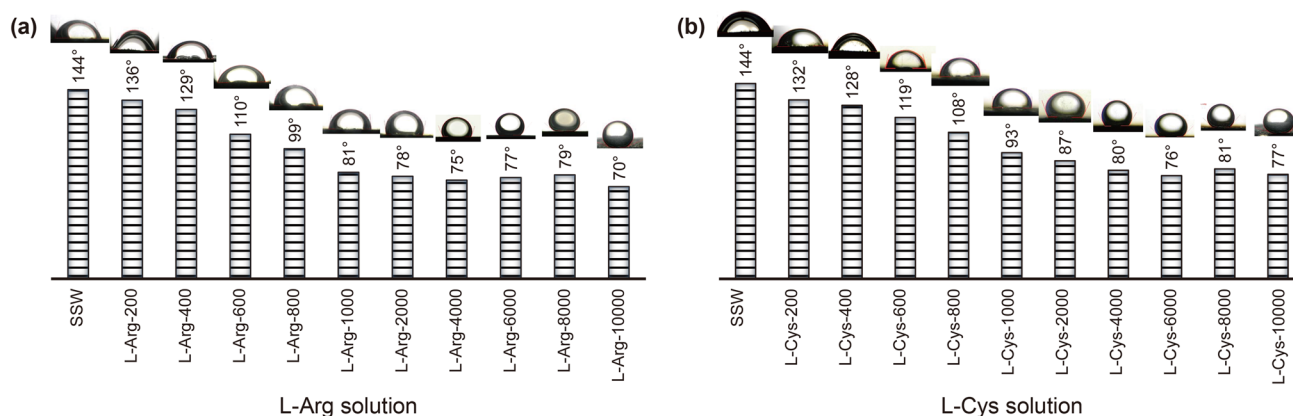 (a)
144°
136°
129°
110°
99°
81°
78°
75°
77°
79°
70°
SSW
L-Arg-200
L-Arg-400
L-Arg-600
L-Arg-800
L-Arg-1000
L-Arg-2000
L-Arg-4000
L-Arg-6000
L-Arg-8000
L-Arg-10000
L-Arg solution
(b)
144°
132°
128°
119°
108°
93°
87°
80°
76°
81°
77°
SSW
L-Cys-200
L-Cys-400
L-Cys-6000
L-Cys-8000
L-Cys-1000
L-Cys-2000
L-Cys-4000
L-Cys-6000
L-Cys-8000
L-Cys-10000
L-Cys solution